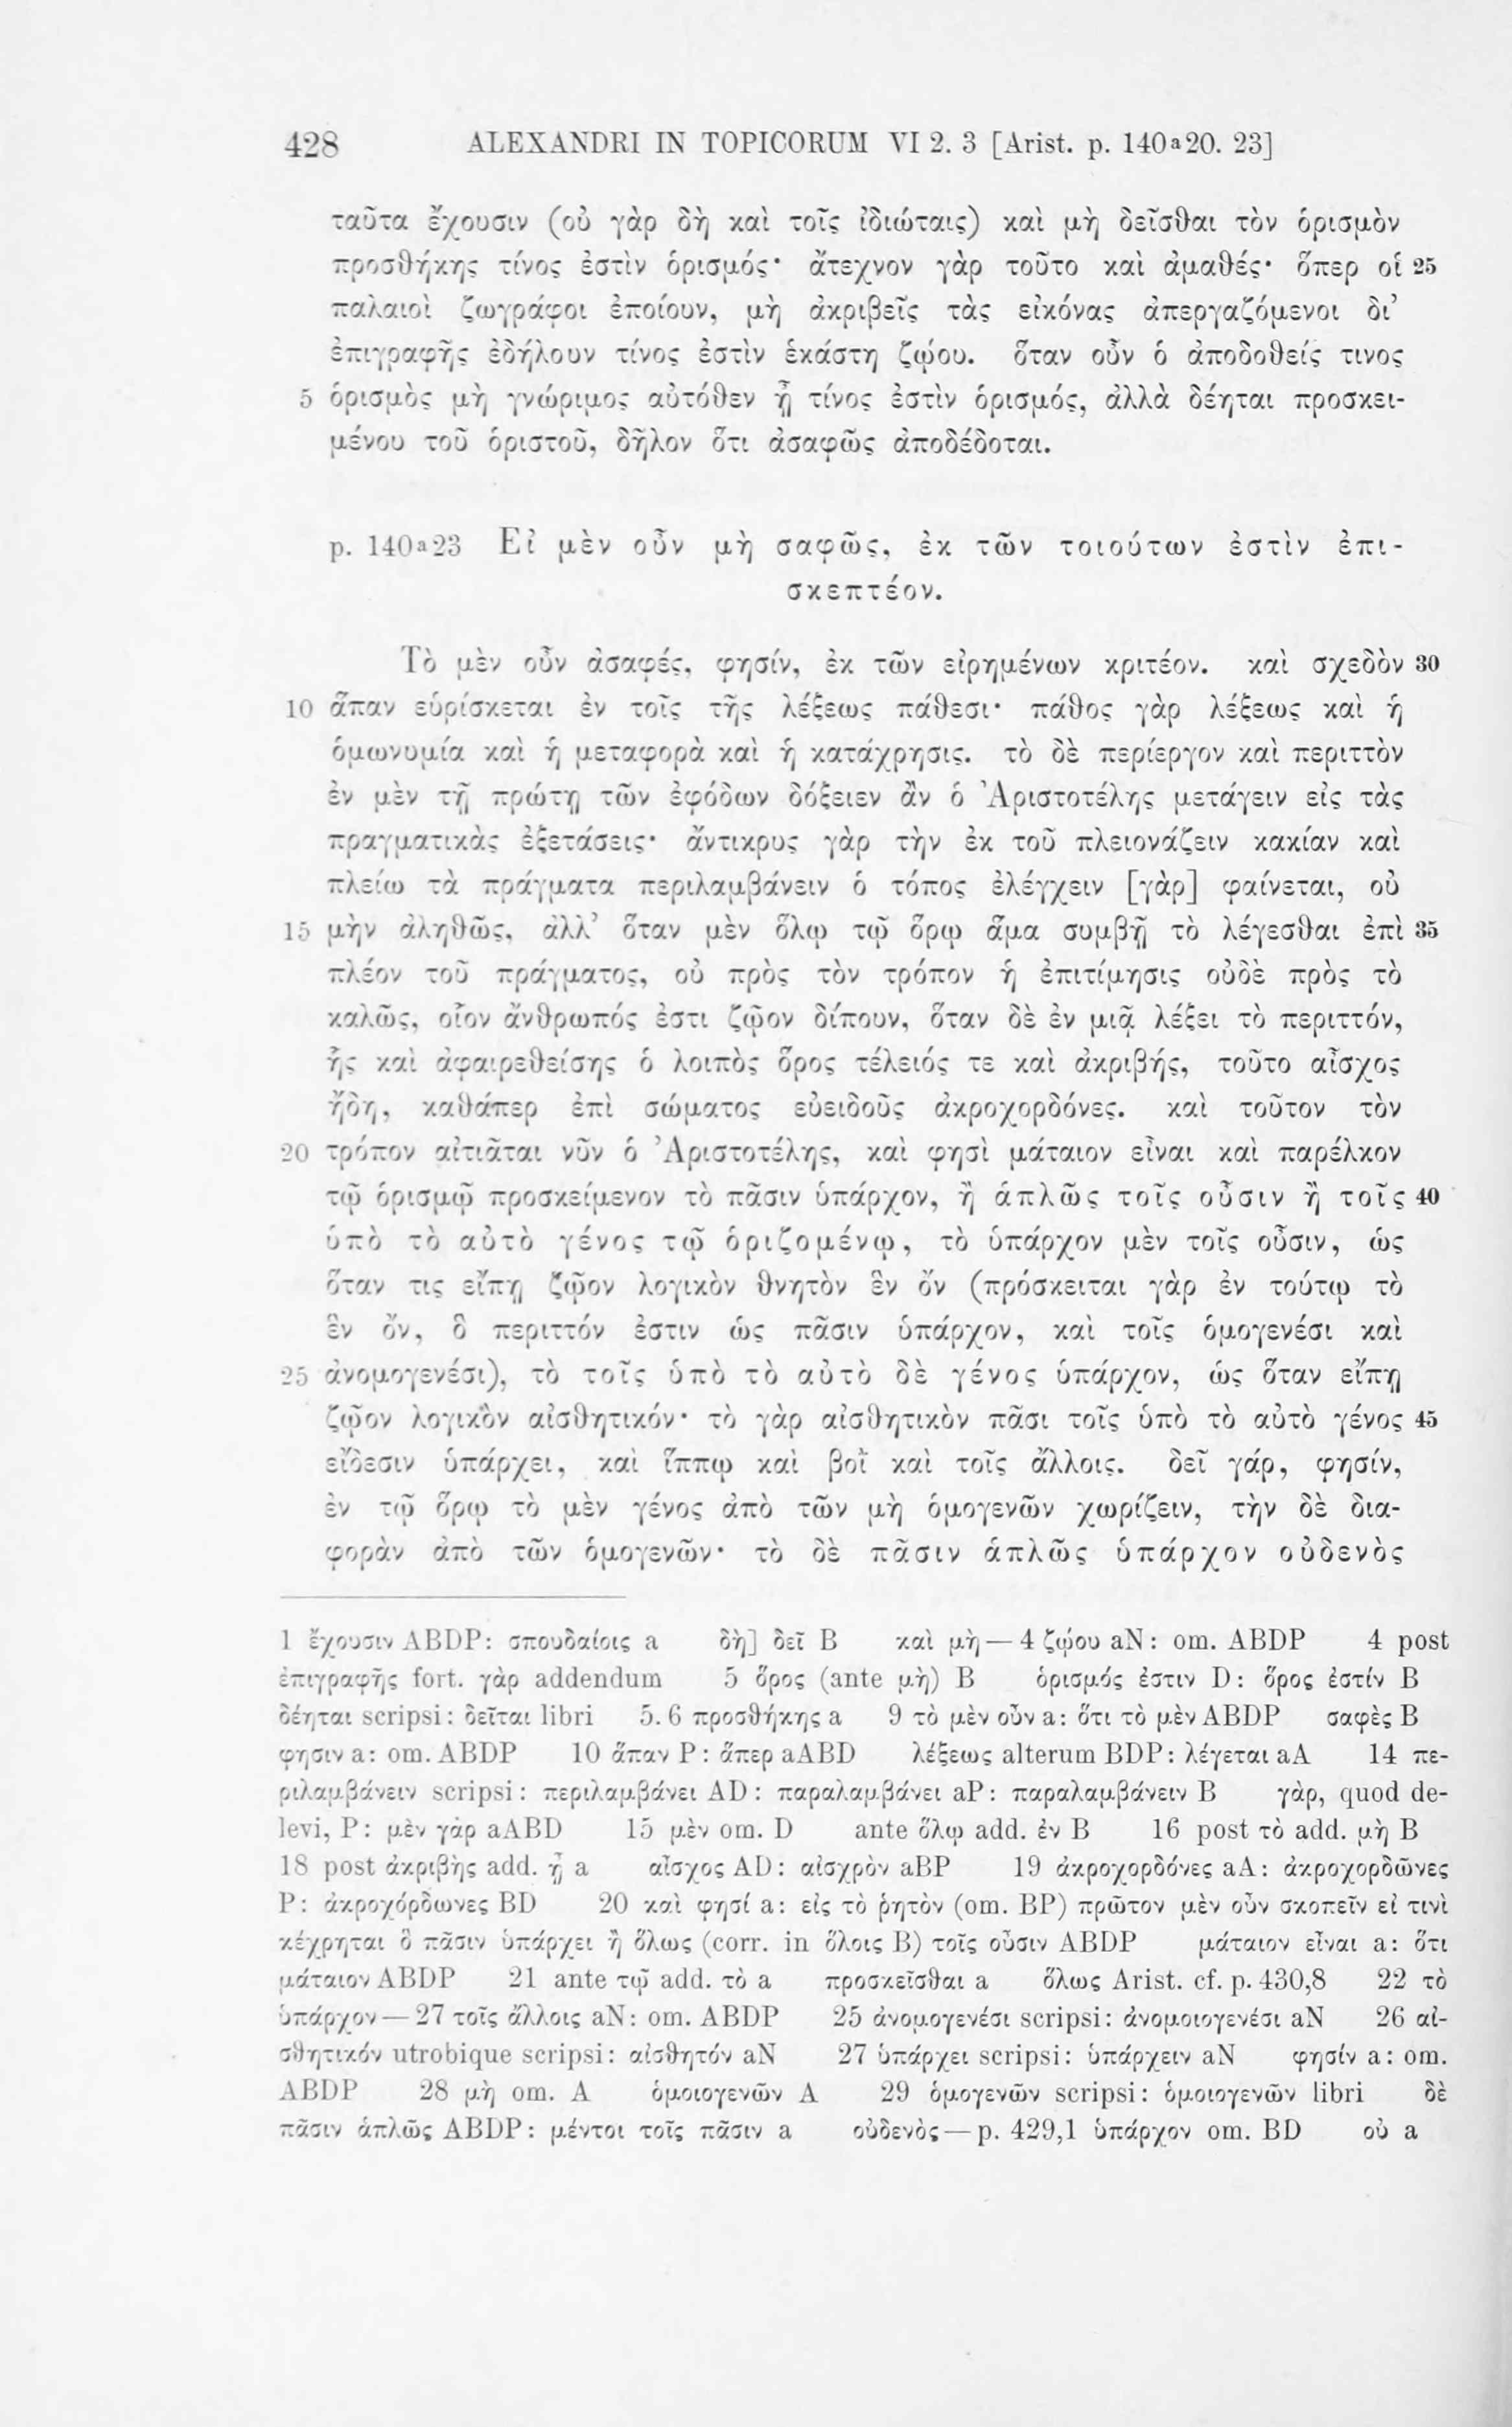 428 ALEXANDRI IN TOPICORUM VI 2. 3 [Arist. p. 140a20. 23]
ταῦτα ἔχουσιν (οὐ γὰρ δὴ καὶ τοῖς ἰδιώταις) καὶ μὴ δεῖσθαι τὸν ὁρισμὸν
προσθήκης τίνος ἐστὶν ὁρισμός· ἄτεχνον γὰρ τοῦτο καὶ ἀμαθές· ὅπερ οἱ 25
παλαιοὶ ζωγράφοι ἐποίουν, μὴ ἀκριβεῖς τὰς εἰκόνας ἀπεργαζόμενοι δι’
ἐπιγραφῆς ἐδήλουν τίνος ἐστὶν ἑκάστη ζῴου. ὅταν οὖν ὁ ἀποδοθείς τινος
5 ὁρισμὸς μὴ γνώριμος αὐτόθεν ᾖ τίνος ἐστὶν ὁρισμός, ἀλλὰ δέηται προσκει-
μένου τοῦ ὁριστοῦ, δῆλον ὅτι ἀσαφῶς ἀποδέδοται.
p. 140a23 Εἰ μὲν οὖν μὴ σαφῶς, ἐκ τῶν τοιούτων ἐστὶν ἐπι-
σκεπτέον.
Τὸ μὲν οὖν ἀσαφές, φησίν, ἐκ τῶν εἰρημένων κριτέον. καὶ σχεδὸν 30
10 ἅπαν εὑρίσκεται ἐν τοῖς τῆς λέξεως πάθεσι· πάθος γὰρ λέξεως καὶ ἡ
ὁμωνυμία καὶ ἡ μεταφορὰ καὶ ἡ κατάχρησις. τὸ δὲ περίεργον καὶ περιττὸν
ἐν μὲν τῇ πρώτῃ τῶν ἐφόδων δόξειεν ἂν ὁ Ἀριστοτέλης μετάγειν εἰς τὰς
πραγματικὰς ἐξετάσεις· ἄντικρυς γὰρ τὴν ἐκ τοῦ πλειονάζειν κακίαν καὶ
πλείω τὰ πράγματα περιλαμβάνειν ὁ τόπος ἐλέγχειν [γὰρ] φαίνεται, οὐ
15 μὴν ἀληθῶς, ἀλλ’ ὅταν μὲν ὅλῳ τῷ ὅρῳ ἅμα συμβῇ τὸ λέγεσθαι ἐπὶ 35
πλέον τοῦ πράγματος, οὐ πρὸς τὸν τρόπον ἡ ἐπιτίμησις οὐδὲ πρὸς τὸ
καλῶς, οἷον ἄνθρωπός ἐστι ζῷον δίπουν, ὅταν δὲ ἐν μιᾷ λέξει τὸ περιττόν,
ἧς καὶ ἀφαιρεθείσης ὁ λοιπὸς ὅρος τέλειός τε καὶ ἀκριβής, τοῦτο αἶσχος
ἤδη, καθάπερ ἐπὶ σώματος εὐειδοῦς ἀκροχορδόνες. καὶ τοῦτον τὸν
20 τρόπον αἰτιᾶται νῦν ὁ Ἀριστοτέλης, καὶ φησὶ μάταιον εἶναι καὶ παρέλκον
τῷ ὁρισμῷ προσκείμενον τὸ πᾶσιν ὑπάρχον, ἢ ἁπλῶς τοῖς οὖσιν ἢ τοῖς 40
ὑπὸ τὸ αὐτὸ γένος τῷ ὁριζομένῳ, τὸ ὑπάρχον μὲν τοῖς οὖσιν, ὡς
ὅταν τις εἴπῃ ζῷον λογικὸν θνητὸν ἓν ὄν (πρόσκειται γὰρ ἐν τούτῳ τὸ
ἓν ὄν, ὃ περιττόν ἐστιν ὡς πᾶσιν ὑπάρχον, καὶ τοῖς ὁμογενέσι καὶ
25 ἀνομογενέσι), τὸ τοῖς ὑπὸ τὸ αὐτὸ δὲ γένος ὑπάρχον, ὡς ὅταν εἴπῃ
ζῷον λογικὸν αἰσθητικόν· τὸ γὰρ αἰσθητικὸν πᾶσι τοῖς ὑπὸ τὸ αὐτὸ γένος 45
εἴδεσιν ὑπάρχει, καὶ ἵππῳ καὶ βοῒ καὶ τοῖς ἄλλοις. δεῖ γάρ, φησίν,
ἐν τῷ ὅρῳ τὸ μὲν γένος ἀπὸ τῶν μὴ ὁμογενῶν χωρίζειν, τὴν δὲ δια-
φορὰν ἀπὸ τῶν ὁμογενῶν· τὸ δὲ πᾶσιν ἁπλῶς ὑπάρχον οὐδενὸς
1 ἔχουσιν ABDP: σπουδαίοις a δὴ] δεῖ B καὶ μὴ — 4 ζῴου aN: om. ABDP 4 post
ἐπιγραφῆς fort. γὰρ addendum 5 ὅρος (ante μὴ) B ὁρισμός ἐστιν D: ὅρος ἐστίν B
δέηται scripsi: δεῖται libri 5. 6 προσθήκης a 9 τὸ μὲν οὖν a: ὅτι τὸ μὲν ABDP σαφὲς B
φησιν a: om. ABDP 10 ἅπαν P: ἅπερ aABD λέξεως alterum BDP: λέγεται aA 14 πε-
ριλαμβάνειν scripsi: περιλαμβάνει AD: παραλαμβάνει aP: παραλαμβάνειν B γὰρ, quod de-
levi, P: μὲν γὰρ aABD 15 μὲν om. D ante ὅλῳ add. ἐν B 16 post τὸ add. μὴ B
18 post ἀκριβὴς add. ᾖ a αἶσχος AD: αἰσχρὸν aBP 19 ἀκροχορδόνες aA: ἀκροχορδῶνες
P: ἀκροχόρδωνες BD 20 καὶ φησί a: εἰς τὸ ῥητὸν (om. BP) πρῶτον μὲν οὖν σκοπεῖν εἰ τινὶ
κέχρηται ὃ πᾶσιν ὑπάρχει ἢ ὅλως (corr. in ὅλοις B) τοῖς οὖσιν ABDP μάταιον εἶναι a: ὅτι
μάταιον ABDP 21 ante τῷ add. τὸ a προσκεῖσθαι a ὅλως Arist. cf. p. 430,8 22 τὸ
ὑπάρχον — 27 τοῖς ἄλλοις aN: om. ABDP 25 ἀνομογενέσι scripsi: ἀνομοιογενέσι aN 26 αἰ-
σθητικόν utrobique scripsi: αἰσθητόν aN 27 ὑπάρχει scripsi: ὑπάρχειν aN φησίν a: om.
ABDP 28 μὴ om. A ὁμοιογενῶν A 29 ὁμογενῶν scripsi: ὁμοιογενῶν libri δὲ
πᾶσιν ἁπλῶς ABDP: μέντοι τοῖς πᾶσιν a οὐδενὸς — p. 429,1 ὑπάρχον om. BD οὐ a